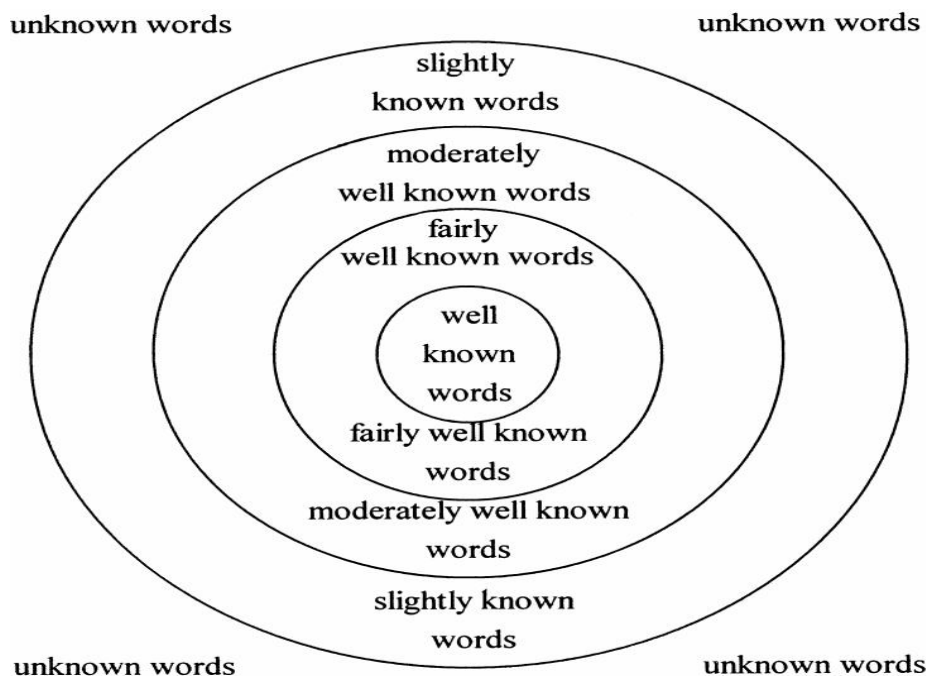 unknown words
unknown words
slightly
known words
moderately
well known words
fairly
well known words
well
known
words
fairly well known
words
moderately well known
words
slightly known
words
unknown words
unknown words